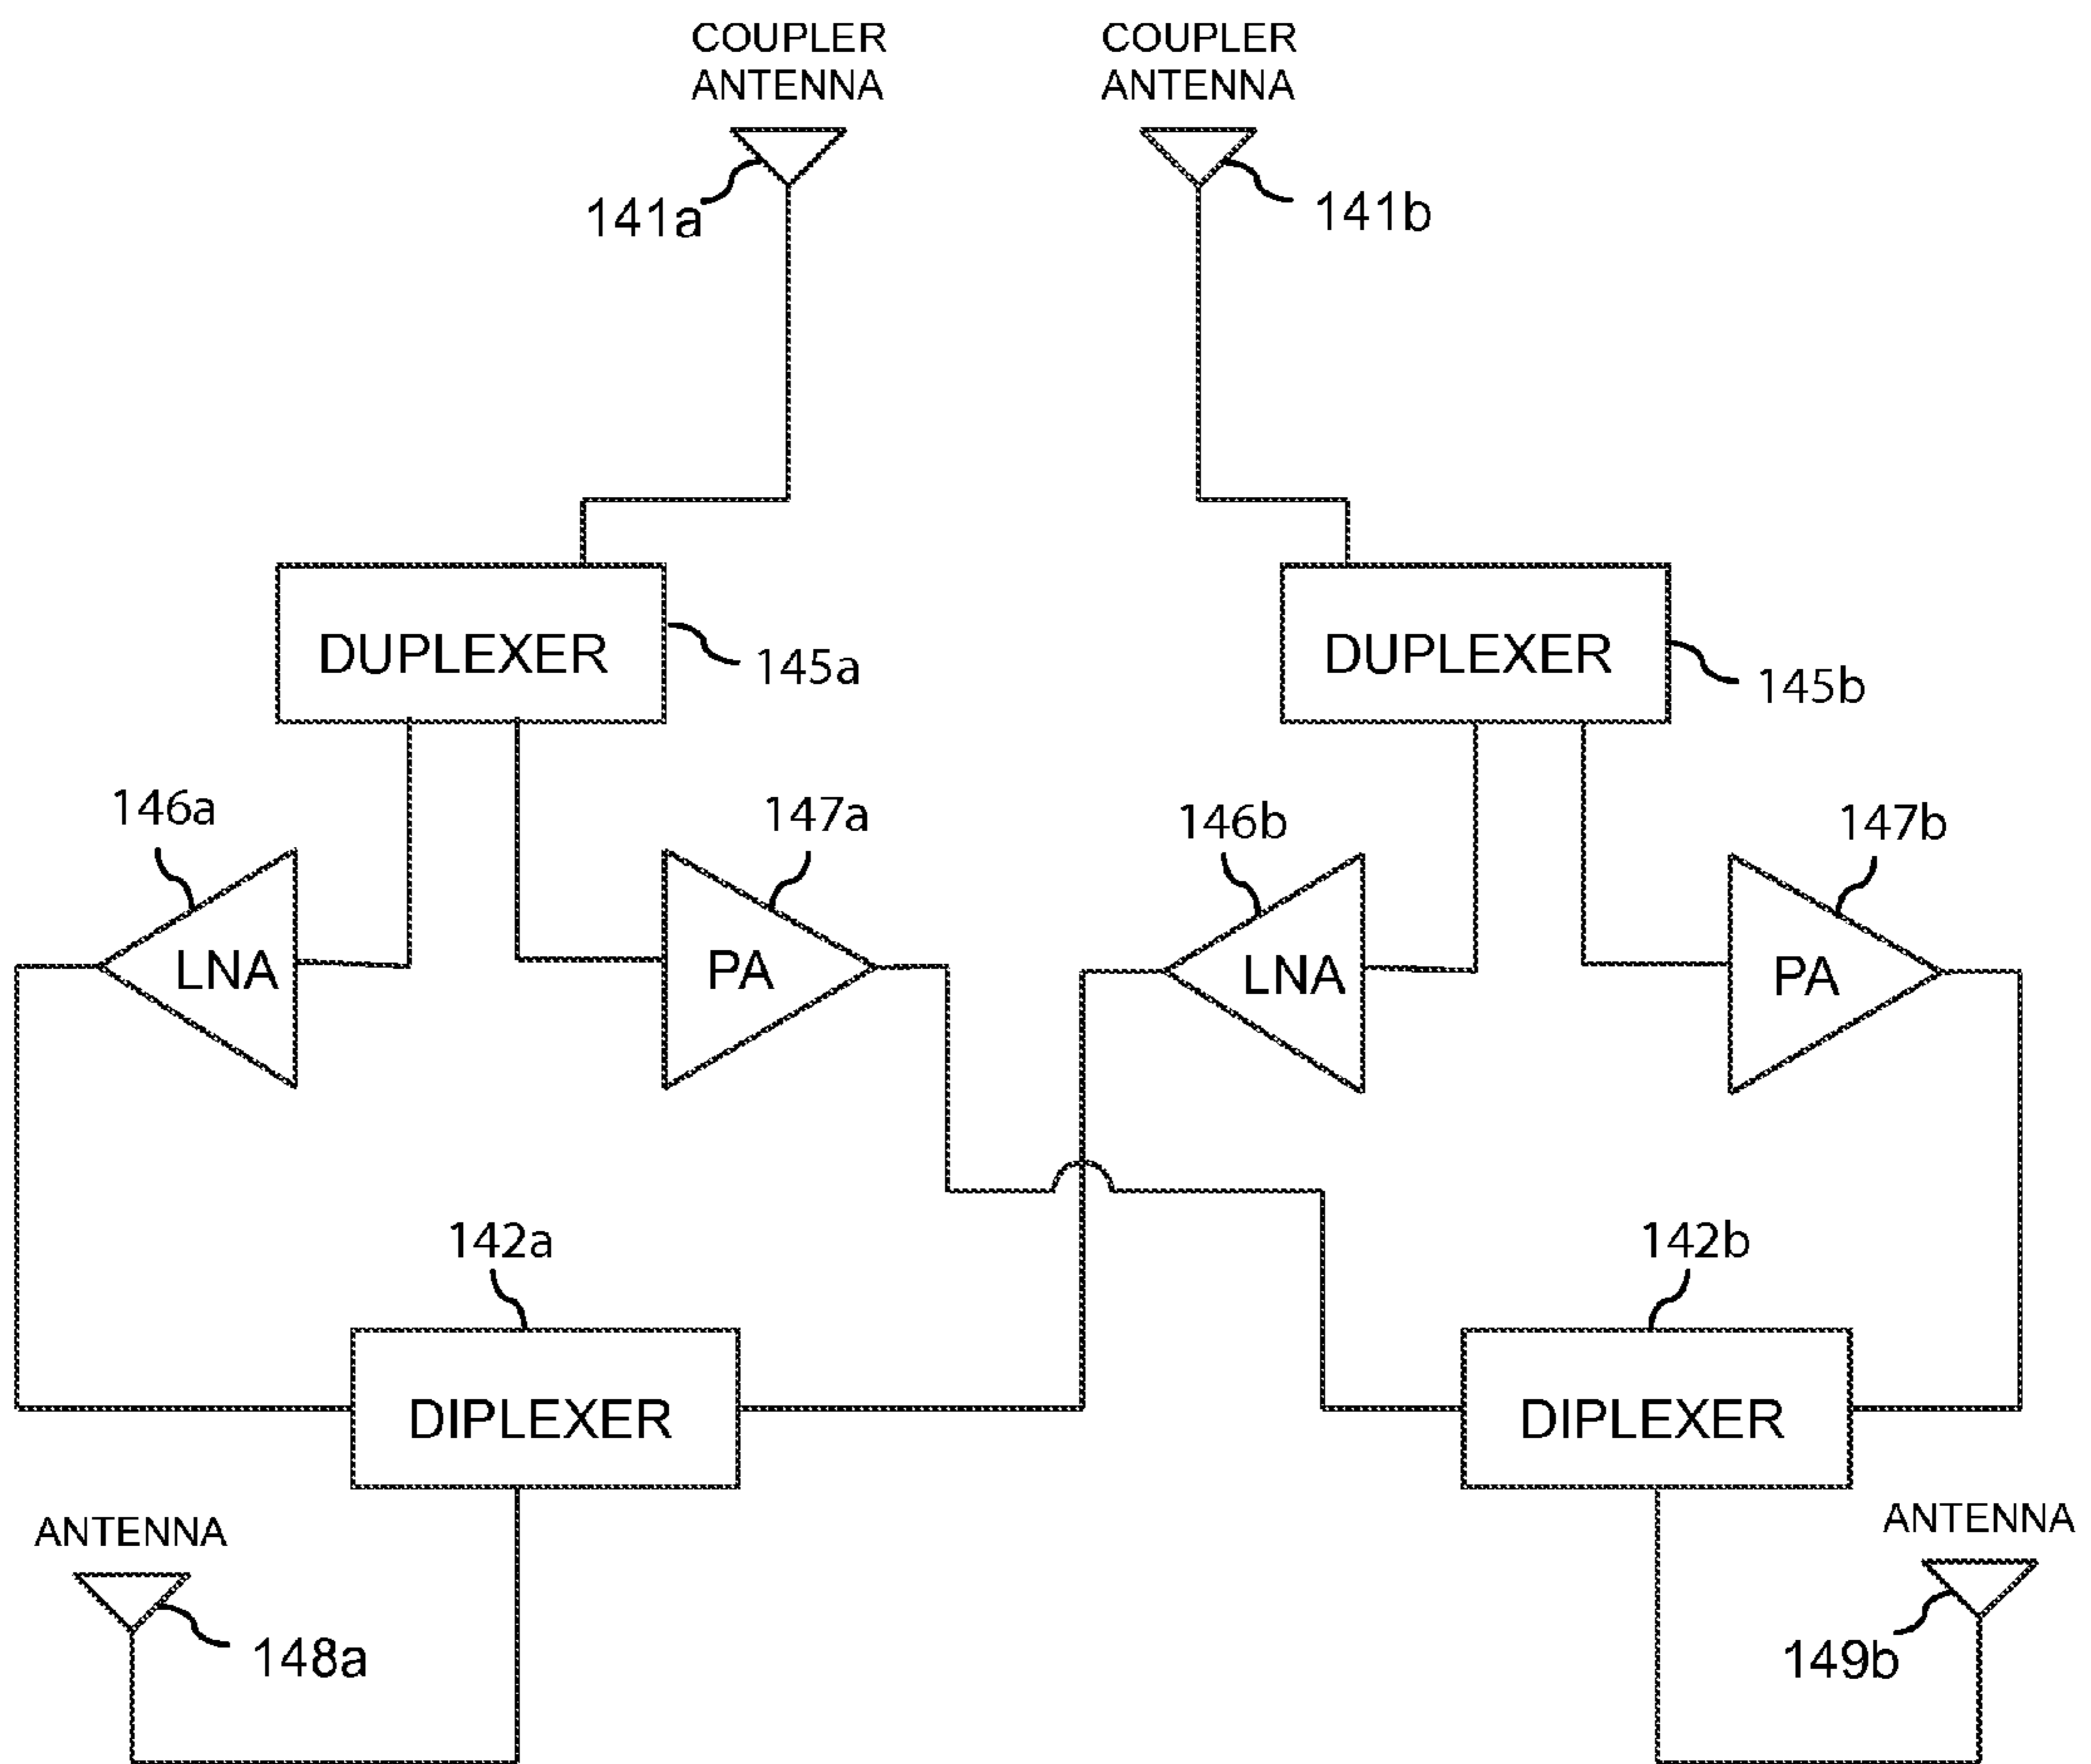 COUPLER
ANTENNA
COUPLER
ANTENNA
141a
141b
DUPLEXER
145a
DUPLEXER
145b
146a
147a
146b
147b
LNA
PA
LNA
PA
142a
142b
DIPLEXER
DIPLEXER
ANTENNA
ANTENNA
148a
149b